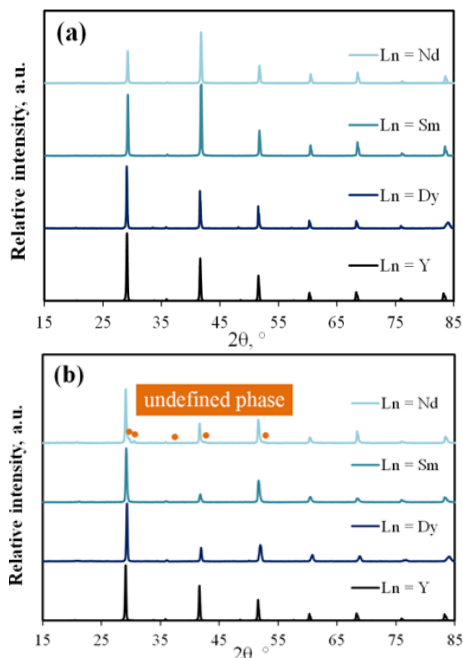 (a)
Relative intensity, a.u.
Ln = Nd
Ln = Sm
Ln = Dy
Ln = Y
15 25 35 45 55 65 75 85
2θ, °
(b)
Relative intensity, a.u.
undefined phase
Ln = Nd
Ln = Sm
Ln = Dy
Ln = Y
15 25 35 45 55 65 75 85
2θ, °